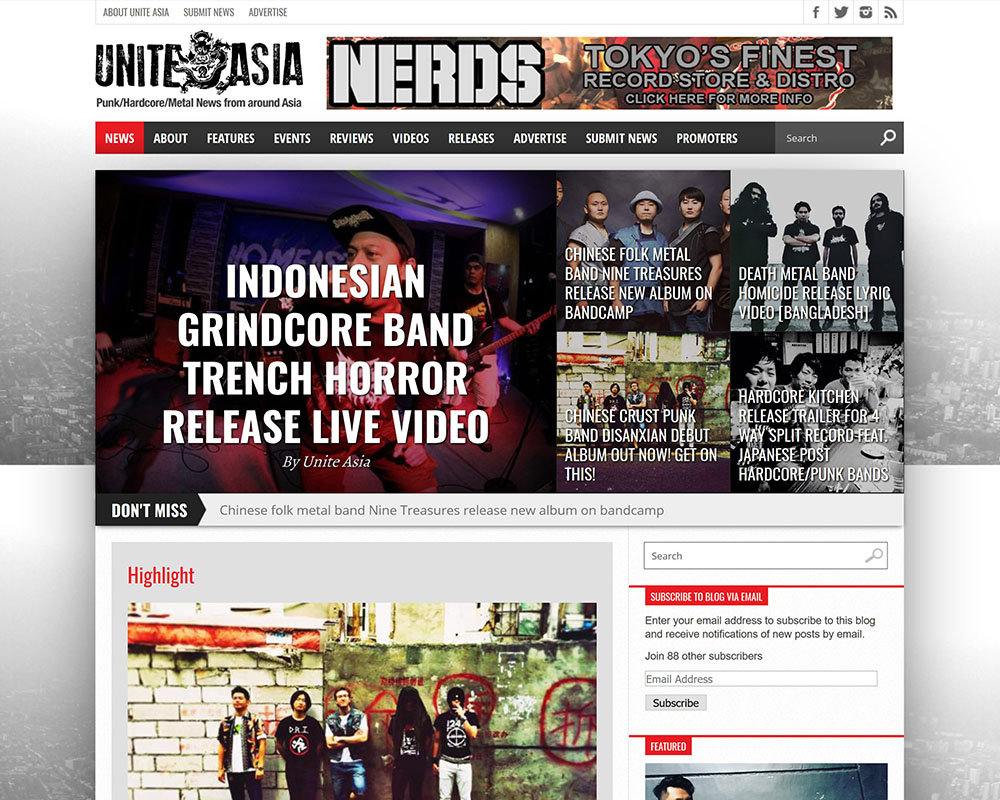 ABOUT UNITE ASIA SUBMIT NEWS ADVERTISE
UNITE ASIA
Punk/Hardcore/Metal News from around Asia
NERDS
TOKYO'S FINEST
RECORD STORE & DISTRO
CLICK HERE FOR MORE INFO
NEWS ABOUT FEATURES EVENTS REVIEWS VIDEOS RELEASES ADVERTISE SUBMIT NEWS PROMOTERS Search
INDONESIAN
GRINDCORE BAND
TRENCH HORROR
RELEASE LIVE VIDEO
By Unite Asia
CHINESE FOLK METAL
BAND NINE TREASURES
RELEASE NEW ALBUM ON
BANDCAMP
DEATH METAL BAND
HOMICIDE RELEASE LYRIC
VIDEO [BANGLADESH]
CHINESE CRUST PUNK
BAND DISANXIAN DEBUT
ALBUM OUT NOW! GET ON
THIS!
HARDCORE KITCHEN
RELEASE TRAILER FOR 4
WAY SPLIT RECORD FEAT.
JAPANESE POST
HARDCORE/PUNK BANDS
DON'T MISS Chinese folk metal band Nine Treasures release new album on bandcamp
Highlight
D.R.I.
124
拆
Search
SUBSCRIBE TO BLOG VIA EMAIL
Enter your email address to subscribe to this blog
and receive notifications of new posts by email.
Join 88 other subscribers
Email Address
Subscribe
FEATURED